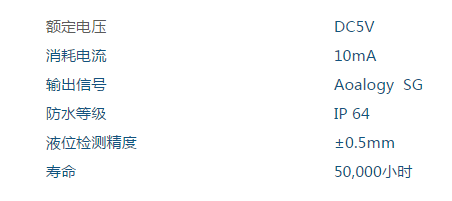 额定电压 DC5V
消耗电流 10mA
输出信号 Aoalogy SG
防水等级 IP 64
液位检测精度 ±0.5mm
寿命 50,000小时